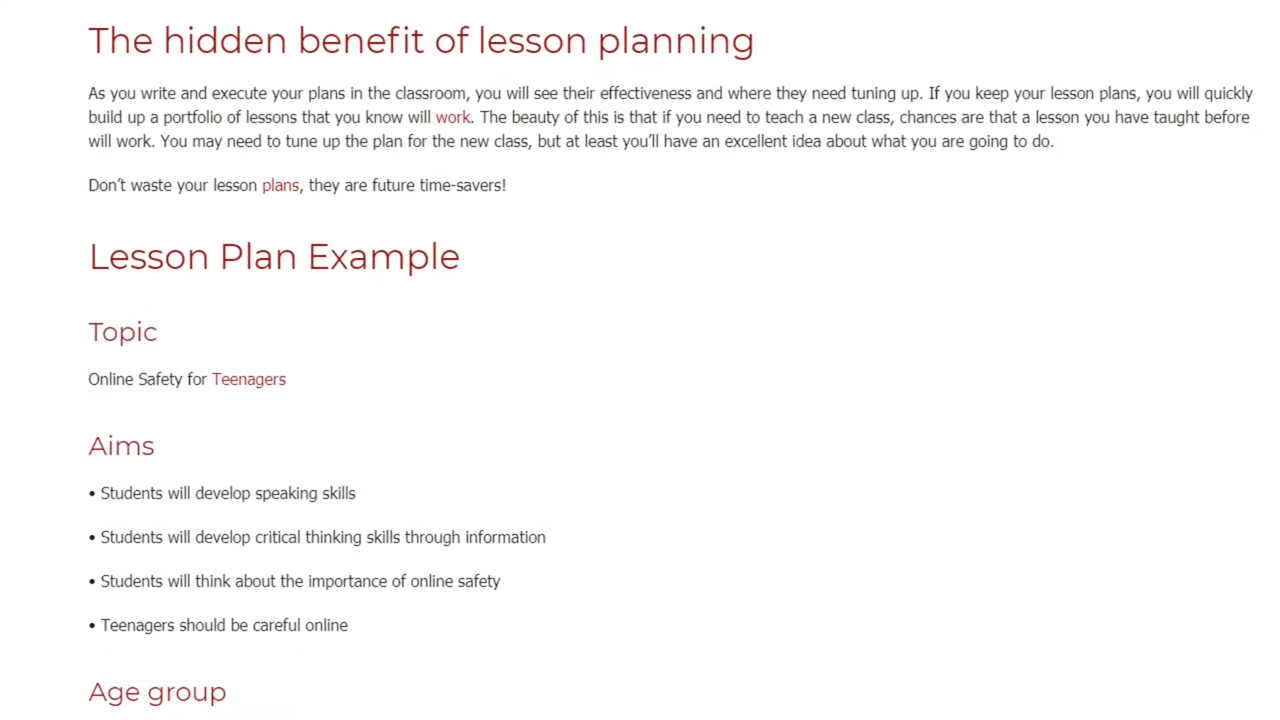 The hidden benefit of lesson planning
As you write and execute your plans in the classroom, you will see their effectiveness and where they need tuning up. If you keep your lesson plans, you will quickly
build up a portfolio of lessons that you know will work. The beauty of this is that if you need to teach a new class, chances are that a lesson you have taught before
will work. You may need to tune up the plan for the new class, but at least you’ll have an excellent idea about what you are going to do.
Don’t waste your lesson plans, they are future time-savers!
Lesson Plan Example
Topic
Online Safety for Teenagers
Aims
• Students will develop speaking skills
• Students will develop critical thinking skills through information
• Students will think about the importance of online safety
• Teenagers should be careful online
Age group